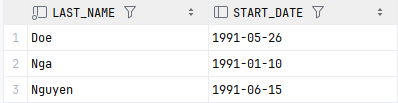 LAST_NAME START_DATE
1 Doe 1991-05-26
2 Nga 1991-01-10
3 Nguyen 1991-06-15